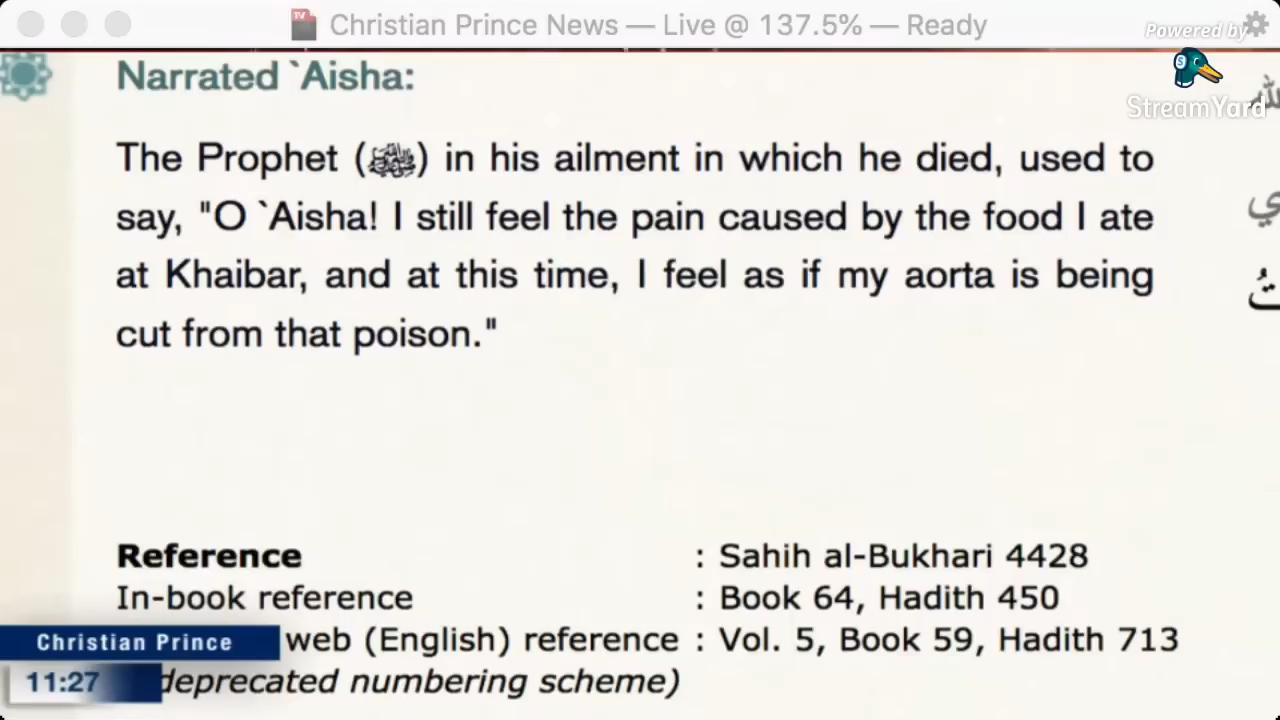 Christian Prince News — Live @ 137.5% — Ready
Powered by
StreamYard
Narrated `Aisha:
The Prophet (ﷺ) in his ailment in which he died, used to
say, "O `Aisha! I still feel the pain caused by the food I ate
at Khaibar, and at this time, I feel as if my aorta is being
cut from that poison."
Reference : Sahih al-Bukhari 4428
In-book reference : Book 64, Hadith 450
web (English) reference : Vol. 5, Book 59, Hadith 713
deprecated numbering scheme)
Christian Prince
11:27